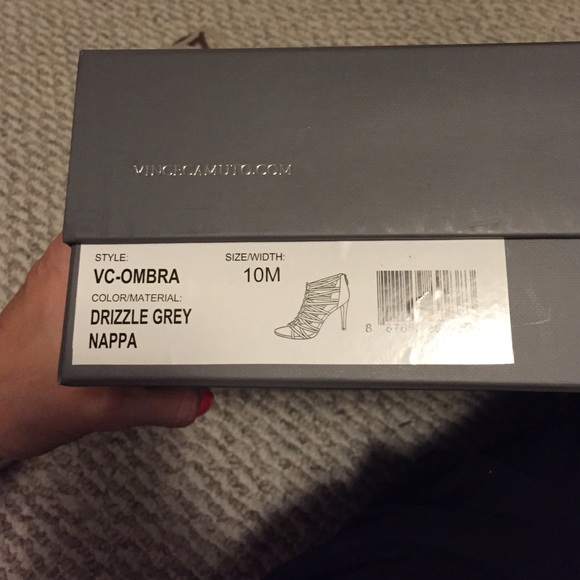 VINCECAMUTO.COM
STYLE: SIZE/WIDTH:
VC-OMBRA 10M
COLOR/MATERIAL:
DRIZZLE GREY
NAPPA